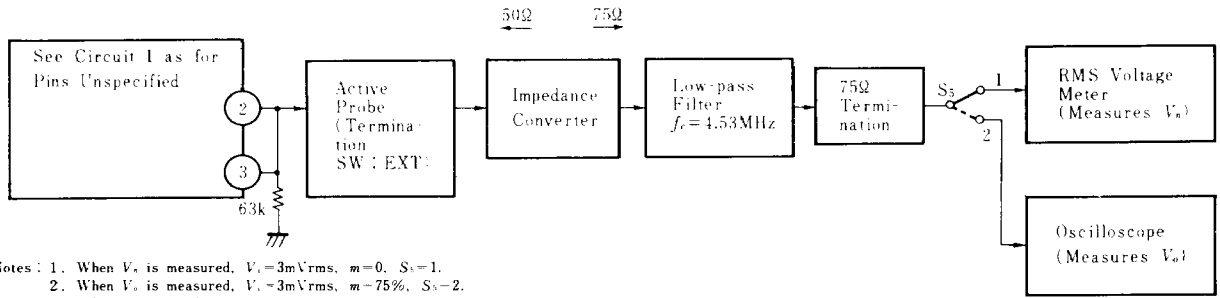 50Ω 75Ω
See Circuit 1 as for
Pins Unspecified
2
3
63k
Active
Probe
(Termina-
tion
SW : EXT)
Impedance
Converter
Low-pass
Filter
fc=4.53MHz
75Ω
Termi-
nation
S5
1
2
RMS Voltage
Meter
(Measures Vn)
Oscilloscope
(Measures Vo)
Notes : 1. When Vn is measured, Vi=3mVrms, m=0, S5=1.
2. When Vo is measured, Vi=3mVrms, m=75%, S5=2.